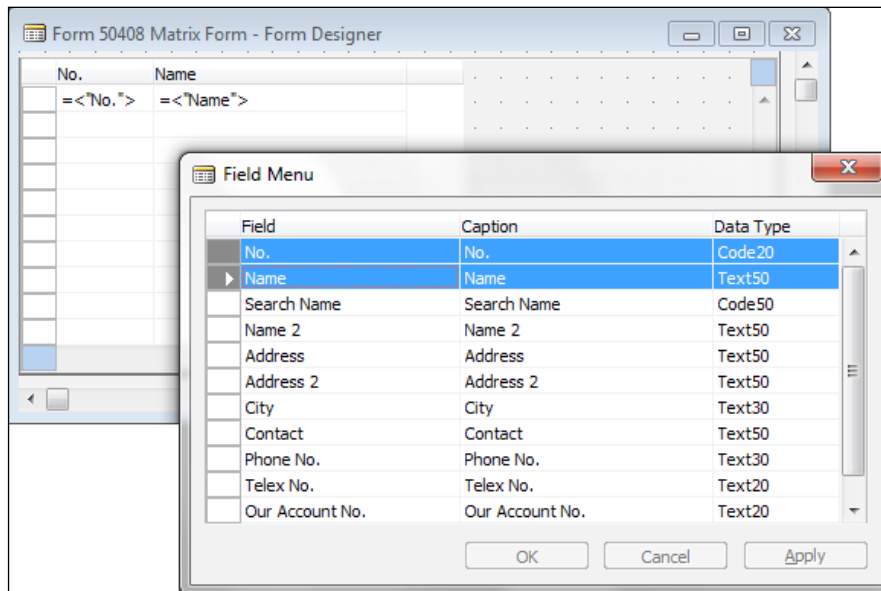 Form 50408 Matrix Form - Form Designer
No. Name
=<"No."> =<"Name">
Field Menu
Field Caption Data Type
No. No. Code20
Name Name Text50
Search Name Search Name Code50
Name 2 Name 2 Text50
Address Address Text50
Address 2 Address 2 Text50
City City Text30
Contact Contact Text50
Phone No. Phone No. Text30
Telex No. Telex No. Text20
Our Account No. Our Account No. Text20
OK Cancel Apply